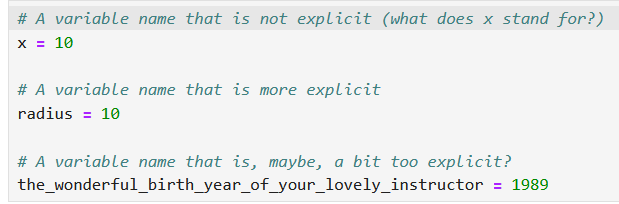 # A variable name that is not explicit (what does x stand for?)
x = 10
# A variable name that is more explicit
radius = 10
# A variable name that is, maybe, a bit too explicit?
the_wonderful_birth_year_of_your_lovely_instructor = 1989